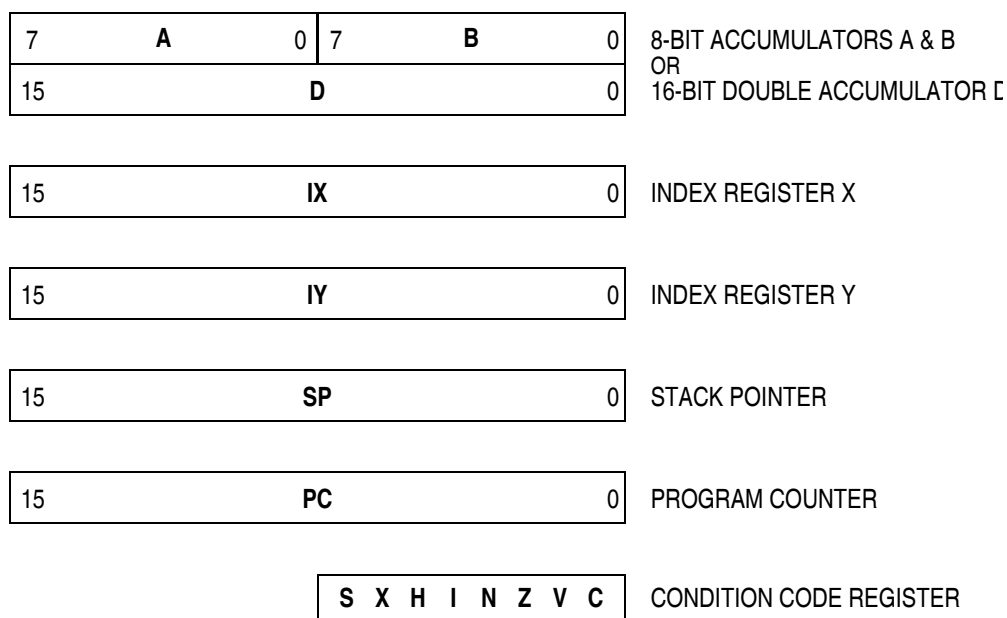 7 A 0 7 B 0 8-BIT ACCUMULATORS A & B
OR
15 D 0 16-BIT DOUBLE ACCUMULATOR D
15 IX 0 INDEX REGISTER X
15 IY 0 INDEX REGISTER Y
15 SP 0 STACK POINTER
15 PC 0 PROGRAM COUNTER
S X H I N Z V C CONDITION CODE REGISTER